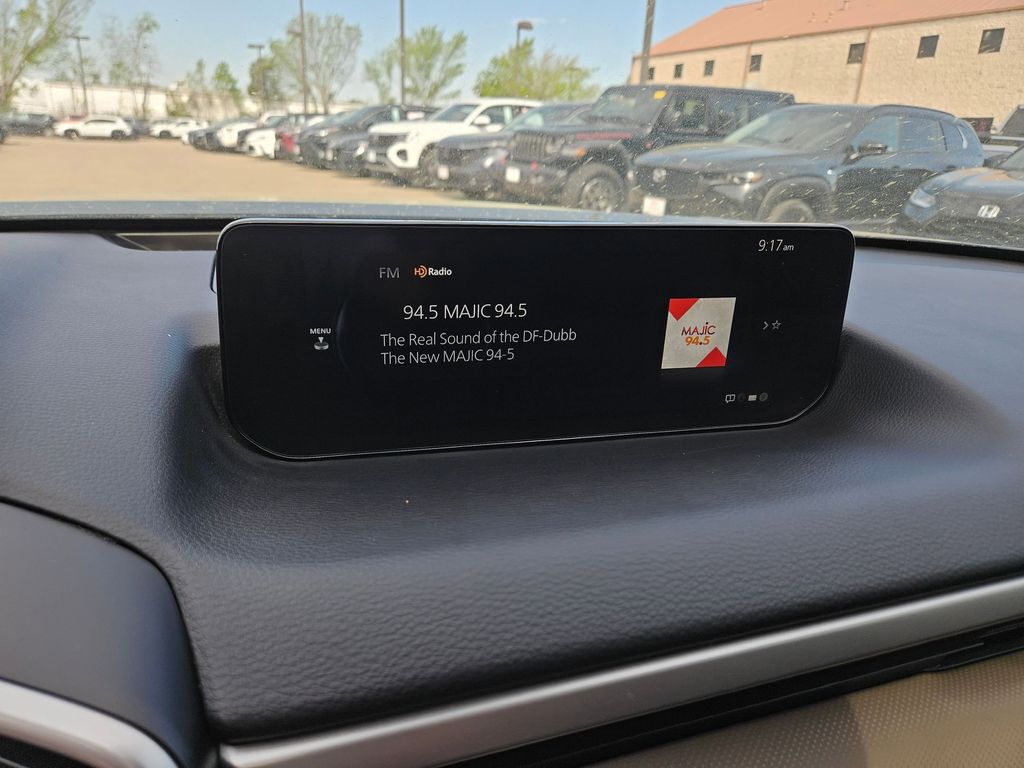 9:17am
FM HD Radio
94.5 MAJIC 94.5
The Real Sound of the DF-Dubb
The New MAJIC 94-5
MENU
MAJIC
94.5